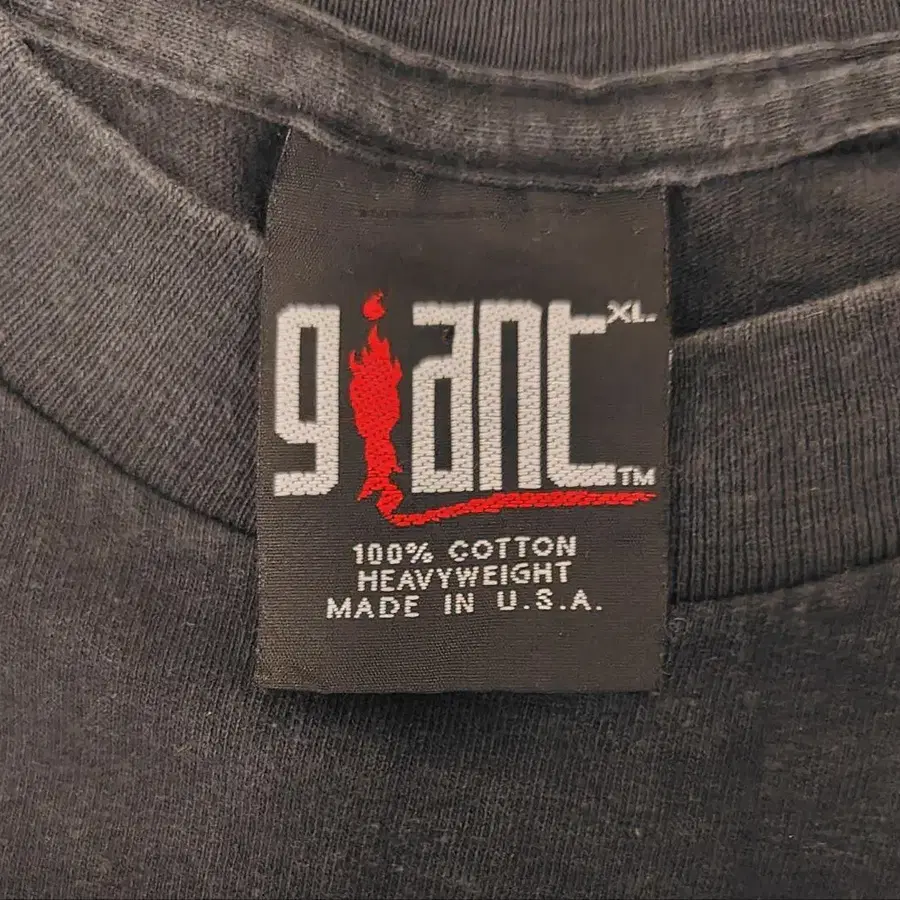 giant XL.
TM
100% COTTON
HEAVYWEIGHT
MADE IN U.S.A.